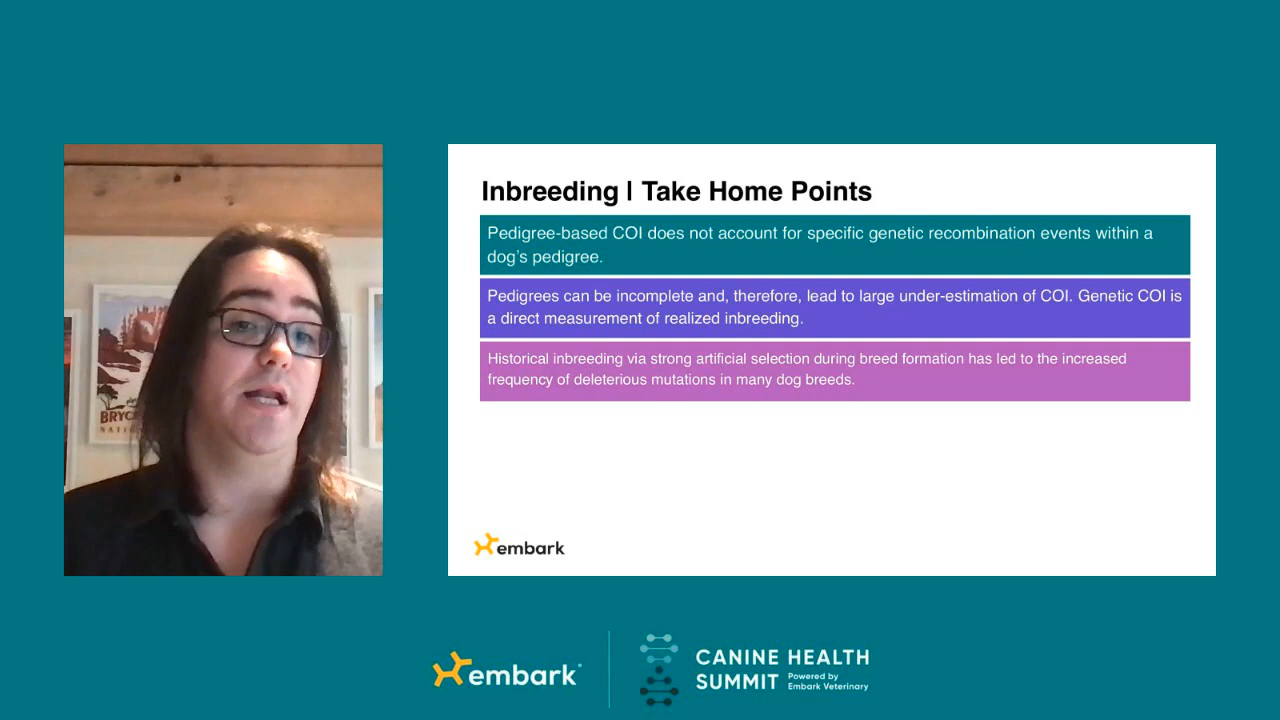 BRYC
NATIO
Inbreeding | Take Home Points
Pedigree-based COI does not account for specific genetic recombination events within a
dog's pedigree.
Pedigrees can be incomplete and, therefore, lead to large under-estimation of COI. Genetic COI is
a direct measurement of realized inbreeding.
Historical inbreeding via strong artificial selection during breed formation has led to the increased
frequency of deleterious mutations in many dog breeds.
embark
embark
CANINE HEALTH
SUMMIT Powered by
Embark Veterinary